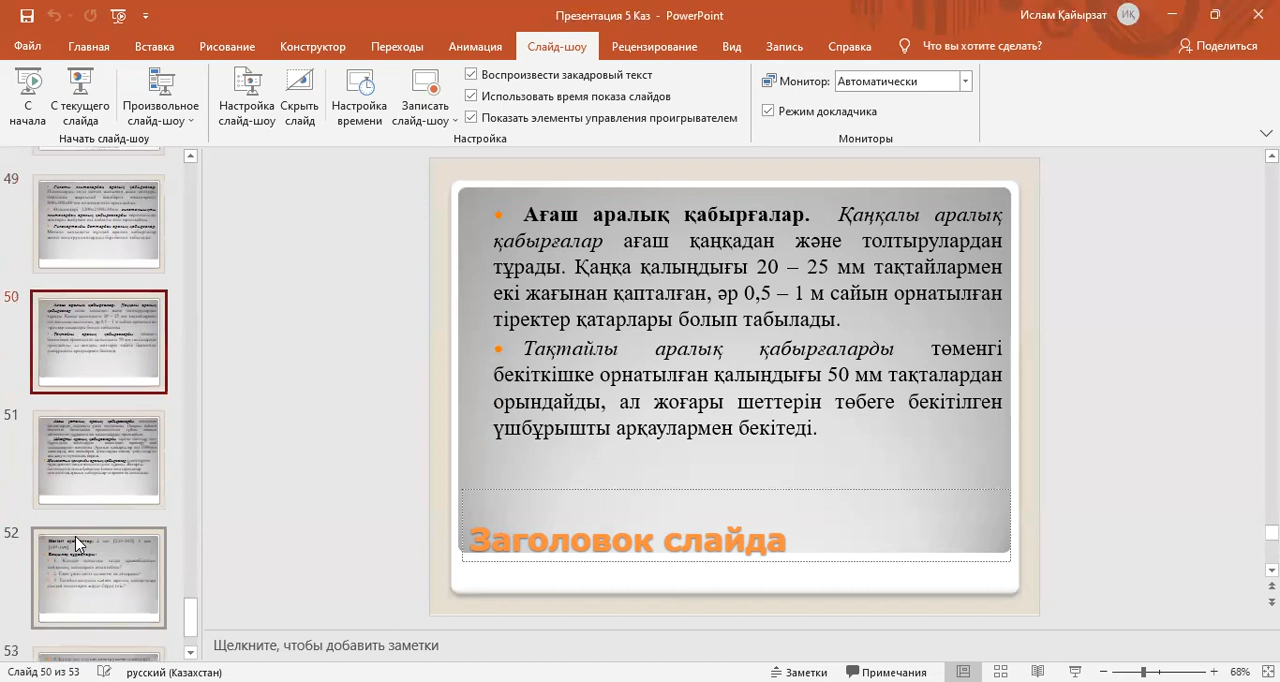 Презентация 5 Каз - PowerPoint
Ислам Қайырзат
ИҚ
Файл Главная Вставка Рисование Конструктор Переходы Анимация Слайд-шоу Рецензирование Вид Запись Справка Что вы хотите сделать? Поделиться
С начала
С текущего слайда
Произвольное слайд-шоу
Начать слайд-шоу
Настройка слайд-шоу
Скрыть слайд
Настройка времени
Записать слайд-шоу
Воспроизвести закадровый текст
Использовать время показа слайдов
Показать элементы управления проигрывателем
Настройка
Монитор: Автоматически
Режим докладчика
Мониторы
49
50
51
52
53
• Ағаш аралық қабырғалар. Қаңқалы аралық
қабырғалар ағаш қаңқадан және толтырулардан
тұрады. Қаңқа қалыңдығы 20 – 25 мм тақтайлармен
екі жағынан қапталған, әр 0,5 – 1 м сайын орнатылған
тіректер қатарлары болып табылады.
• Тақтайлы аралық қабырғаларды төменгі
бекіткішке орнатылған қалыңдығы 50 мм тақталардан
орындайды, ал жоғары шеттерін төбеге бекітілген
үшбұрышты арқаулармен бекітеді.
Заголовок слайда
Щелкните, чтобы добавить заметки
Слайд 50 из 53 русский (Казахстан) Заметки Примечания 68%